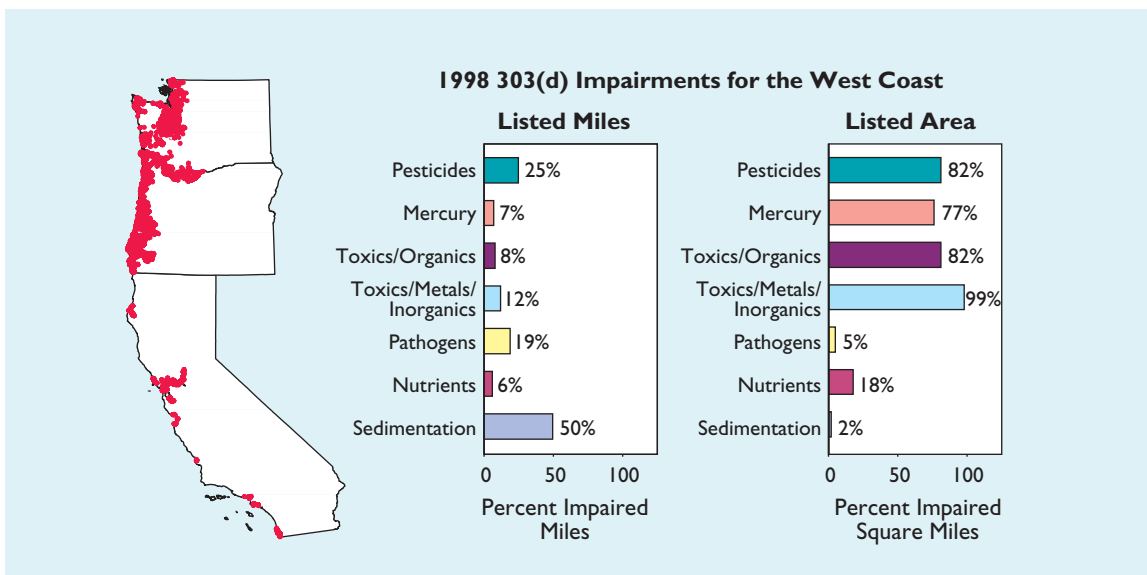 1998 303(d) Impairments for the West Coast
Listed Miles
Pesticides 25%
Mercury 7%
Toxics/Organics 8%
Toxics/Metals/
Inorganics 12%
Pathogens 19%
Nutrients 6%
Sedimentation 50%
0 50 100
Percent Impaired
Miles
Listed Area
Pesticides 82%
Mercury 77%
Toxics/Organics 82%
Toxics/Metals/
Inorganics 99%
Pathogens 5%
Nutrients 18%
Sedimentation 2%
0 50 100
Percent Impaired
Square Miles